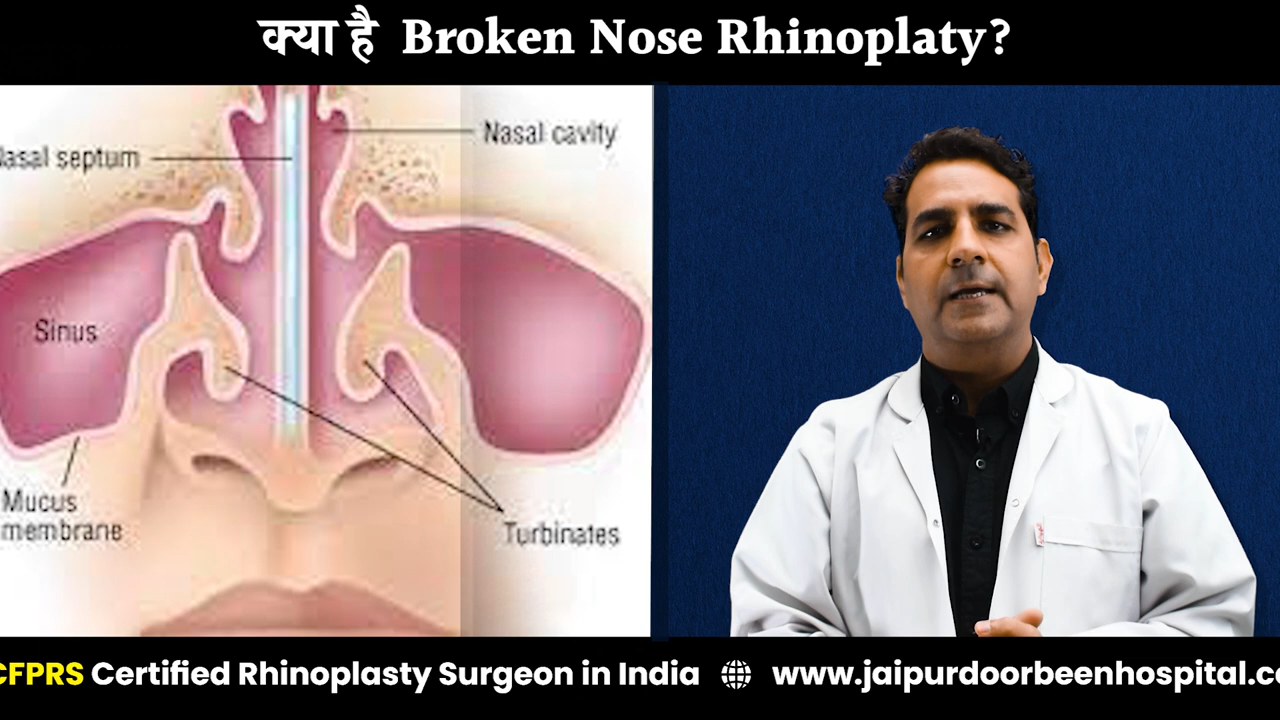 क्या है Broken Nose Rhinoplaty?
Nasal cavity
Nasal septum
Sinus
Mucus
membrane
Turbinates
CFPRS Certified Rhinoplasty Surgeon in India www.jaipurdoorbeenhospital.co